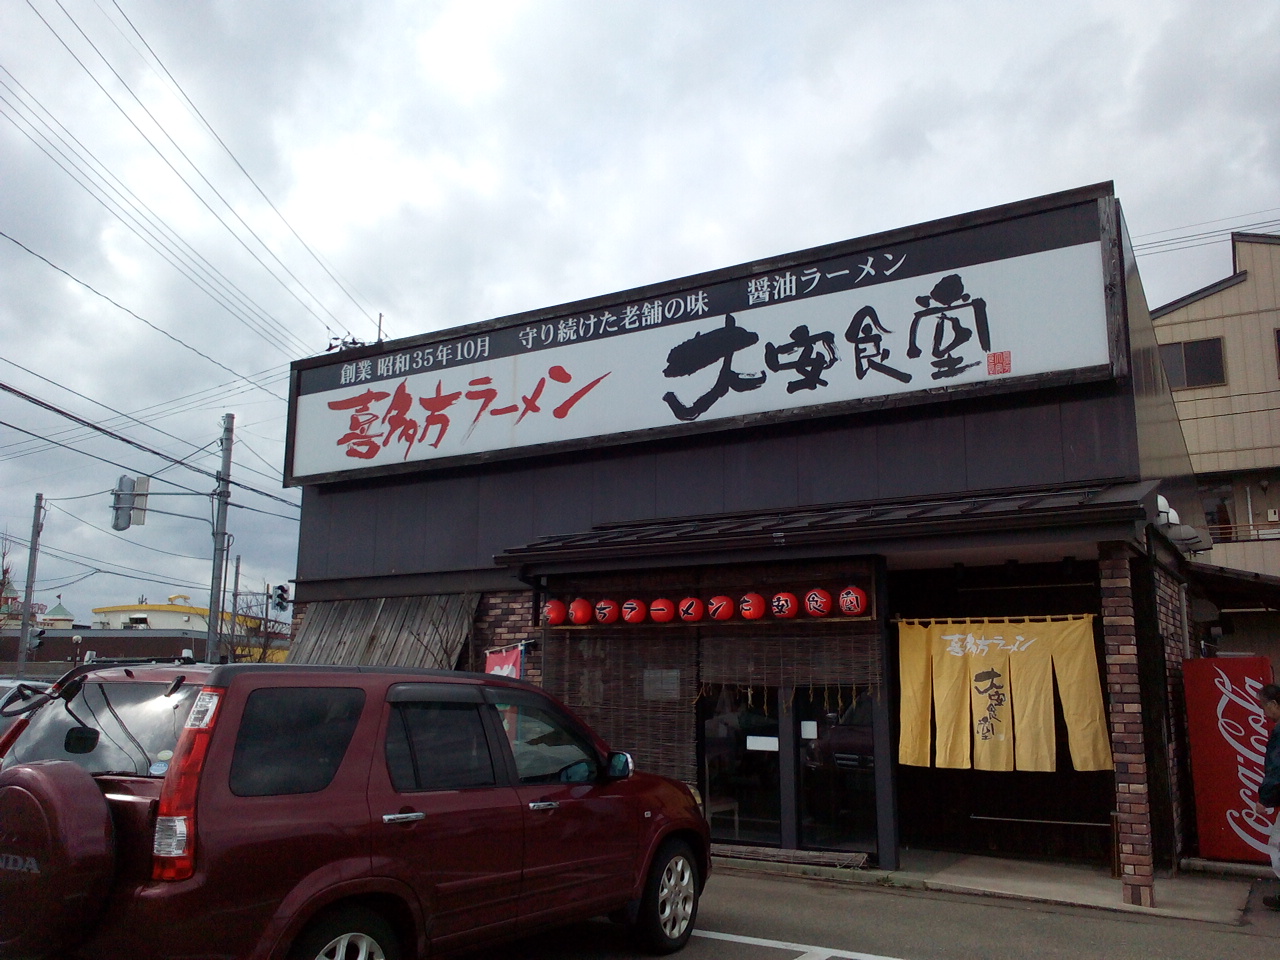 創業 昭和35年10月 守り続けた老舗の味 醤油ラーメン
喜多方ラーメン 大安食堂
方ラーメン 大安食堂
喜多方ラーメン
大安食堂
Coca-Cola
NDA